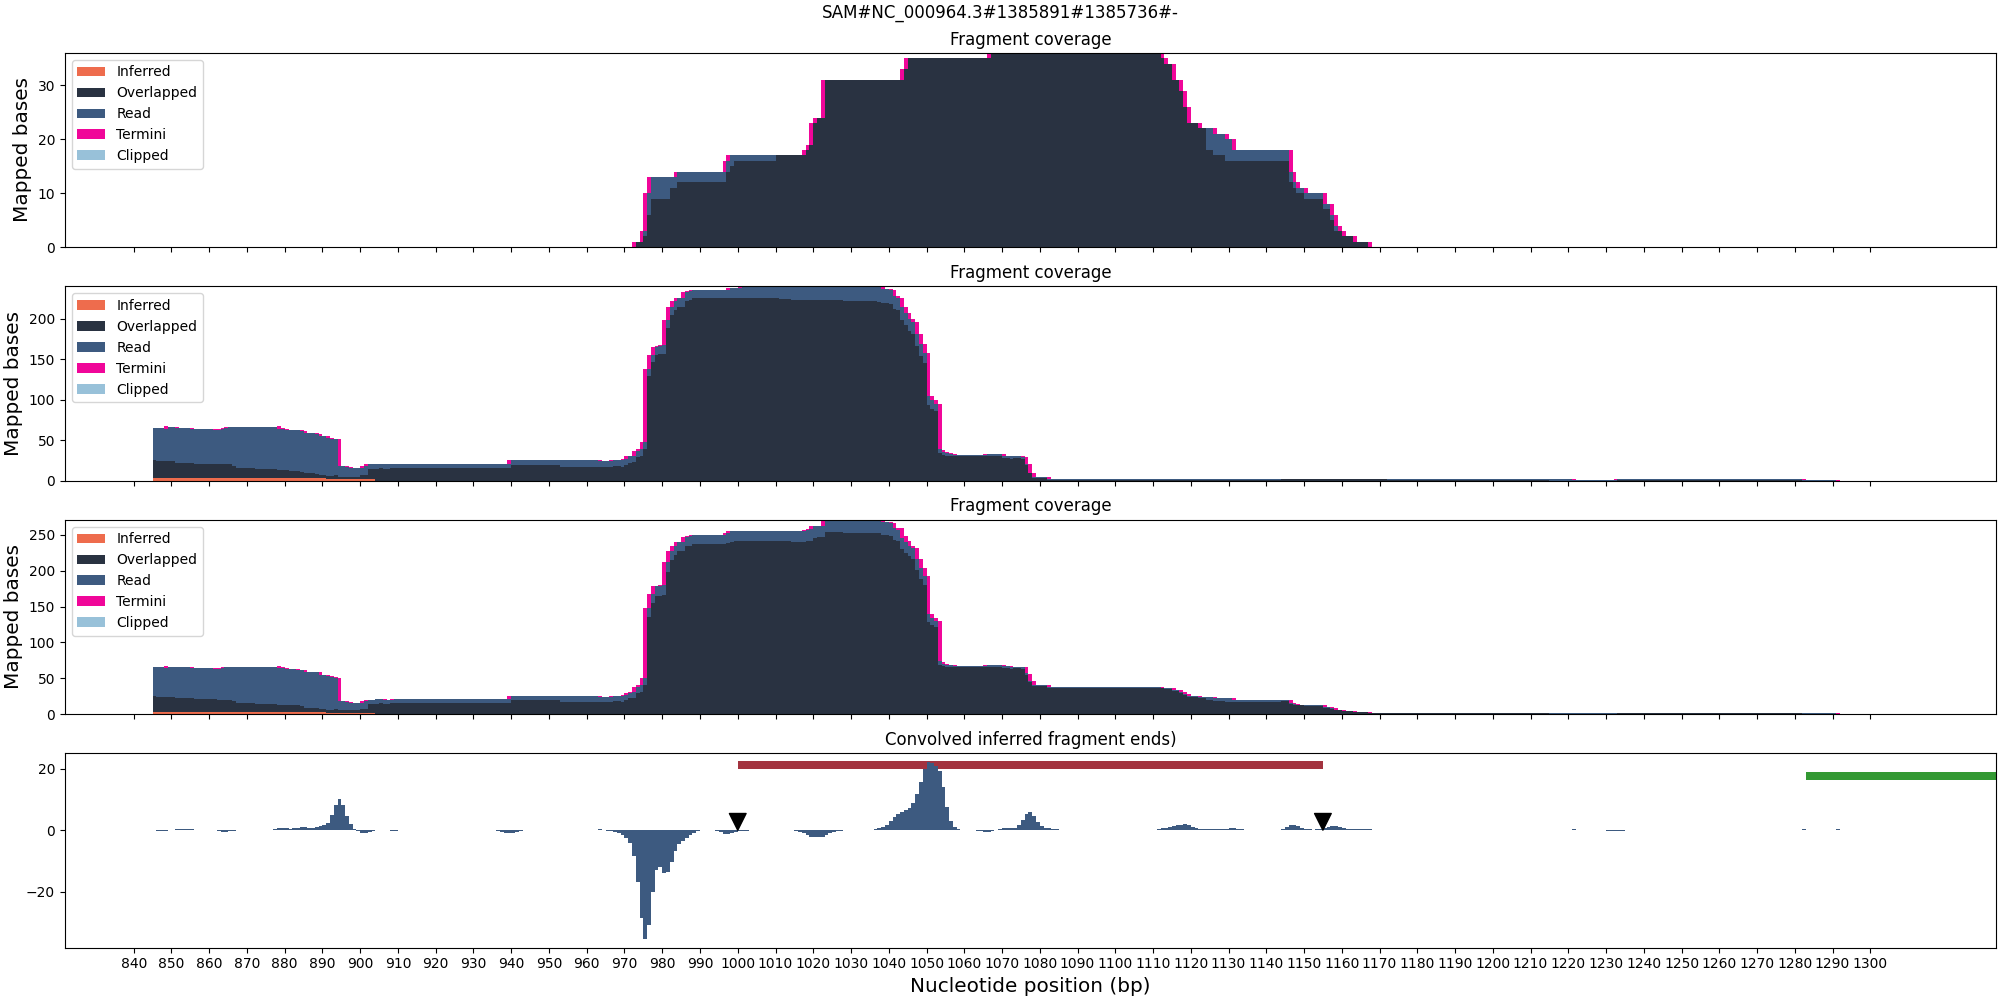 SAM#NC_000964.3#1385891#1385736#-
Fragment coverage
Mapped bases
30
20
10
0
Inferred
Overlapped
Read
Termini
Clipped
Fragment coverage
Mapped bases
200
150
100
50
0
Inferred
Overlapped
Read
Termini
Clipped
Fragment coverage
Mapped bases
250
200
150
100
50
0
Inferred
Overlapped
Read
Termini
Clipped
Convolved inferred fragment ends)
20
0
−20
840 850 860 870 880 890 900 910 920 930 940 950 960 970 980 990 1000 1010 1020 1030 1040 1050 1060 1070 1080 1090 1100 1110 1120 1130 1140 1150 1160 1170 1180 1190 1200 1210 1220 1230 1240 1250 1260 1270 1280 1290 1300
Nucleotide position (bp)